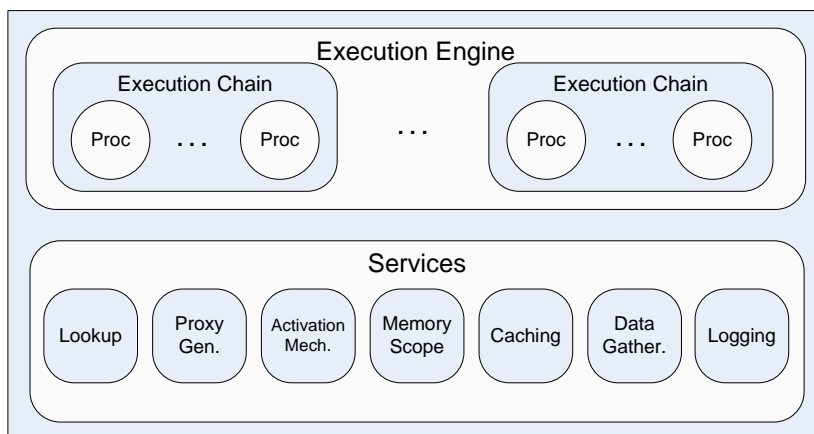 Execution Engine
Execution Chain
Proc
. . .
Proc
. . .
Execution Chain
Proc
. . .
Proc
Services
Lookup
Proxy
Gen.
Activation
Mech.
Memory
Scope
Caching
Data
Gather.
Logging